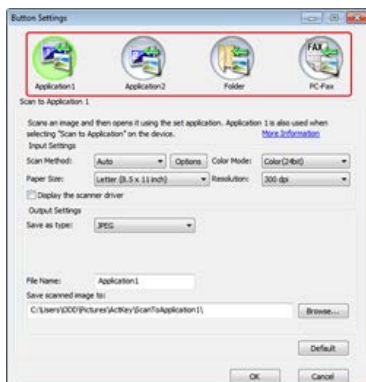 Button Settings
FAX
Application1 Application2 Folder PC-Fax
Scan to Application 1
Scans an image and then opens it using the set application. Application 1 is also used when
selecting "Scan to Application" on the device. More Information
Input Settings
Scan Method: Auto Options Color Mode: Color(24bit)
Paper Size: Letter (8.5 x 11 inch) Resolution: 300 dpi
Display the scanner driver
Output Settings
Save as type: JPEG
File Name: Application1
Save scanned image to:
C:\Users\DDD\Pictures\ActKey\ScanToApplication1\ Browse...
Default
OK Cancel